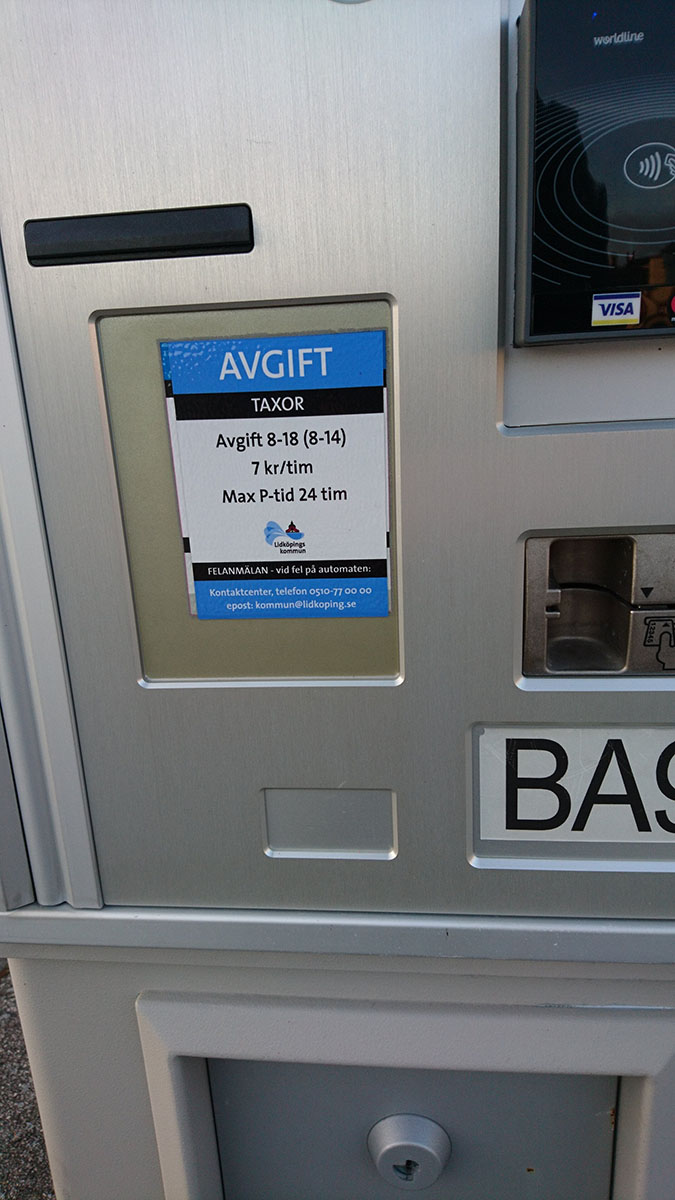 worldline
VISA
AVGIFT
TAXOR
Avgift 8-18 (8-14)
7 kr/tim
Max P-tid 24 tim
Lidköpings
kommun
FELANMÄLAN - vid fel på automaten:
Kontaktcenter, telefon 0510-77 00 00
epost: kommun@lidkoping.se
BAS